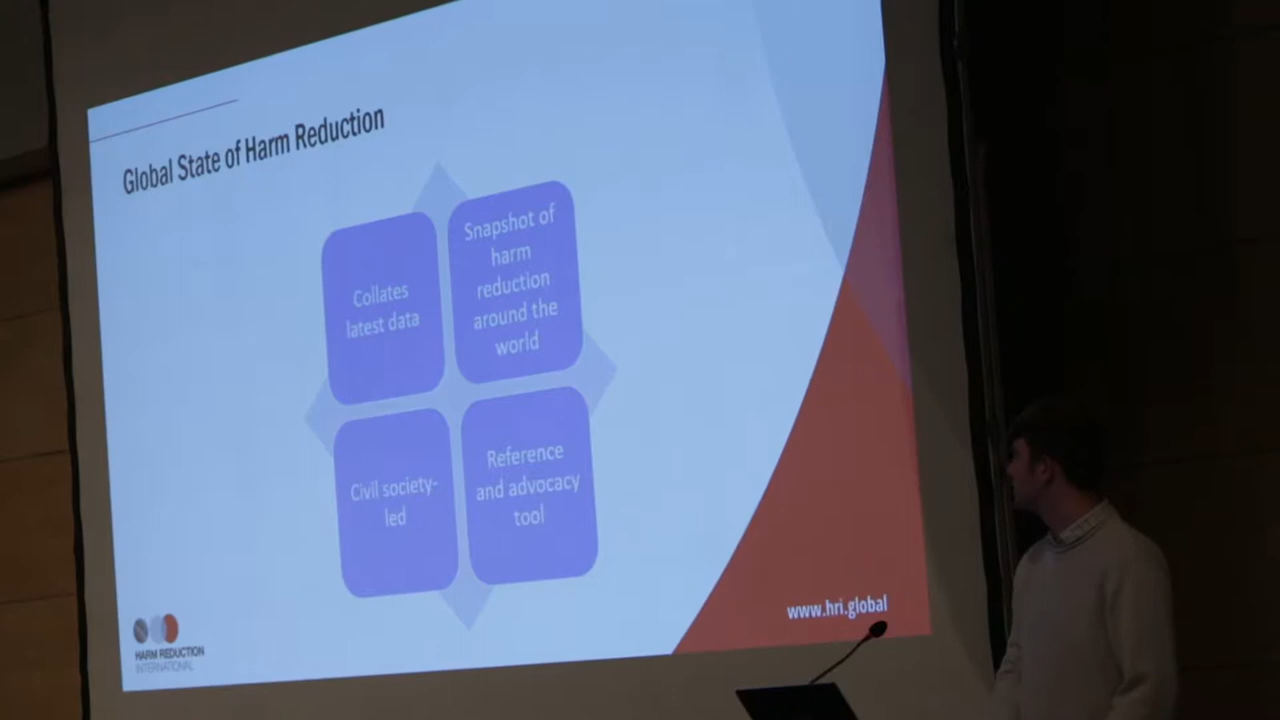 Global State of Harm Reduction
Collates
latest data
Snapshot of
harm
reduction
around the
world
Civil society-
led
Reference
and advocacy
tool
HARM REDUCTION
INTERNATIONAL
www.hri.global